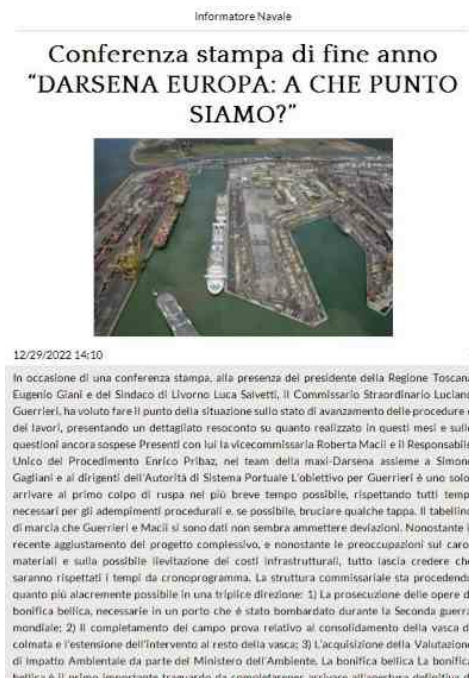 Informatore Navale
Conferenza stampa di fine anno
“DARSENA EUROPA: A CHE PUNTO
SIAMO?”
12/29/2022 14:10
In occasione di una conferenza stampa, alla presenza del presidente della Regione Toscana
Eugenio Giani e del Sindaco di Livorno Luca Salvetti, il Commissario Straordinario Luciano
Guerrieri, ha voluto fare il punto della situazione sullo stato di avanzamento delle procedure e
dei lavori, presentando un dettagliato resoconto su quanto realizzato in questi mesi e sulle
questioni ancora sospese Presenti con lui la vicecommissaria Roberta Macii e il Responsabile
Unico del Procedimento Enrico Pribaz, nel team della maxi-Darsena assieme a Simone
Gagliani e ai dirigenti dell'Autorità di Sistema Portuale L'obiettivo per Guerrieri è uno solo:
arrivare al primo colpo di ruspa nel più breve tempo possibile, rispettando tutti tempi
necessari per gli adempimenti procedurali e, se possibile, bruciare qualche tappa. Il tabellino
di marcia che Guerrieri e Macii si sono dati non sembra ammettere deviazioni. Nonostante il
recente aggiustamento del progetto complessivo, e nonostante le preoccupazioni sul caro-
materiali e sulla possibile lievitazione dei costi infrastrutturali, tutto lascia credere che
saranno rispettati i tempi da cronoprogramma. La struttura commissariale sta procedendo
quanto più alacremente possibile in una triplice direzione: 1) La prosecuzione delle opere di
bonifica bellica, necessarie in un porto che è stato bombardato durante la Seconda guerra
mondiale; 2) Il completamento del campo prova relativo al consolidamento della vasca di
colmata e l'estensione dell'intervento al resto della vasca; 3) L'acquisizione della Valutazione
di Impatto Ambientale da parte del Ministero dell'Ambiente. La bonifica bellica La bonifica
bellica è il primo importante traguardo da completare per arrivare all'apertura definitiva